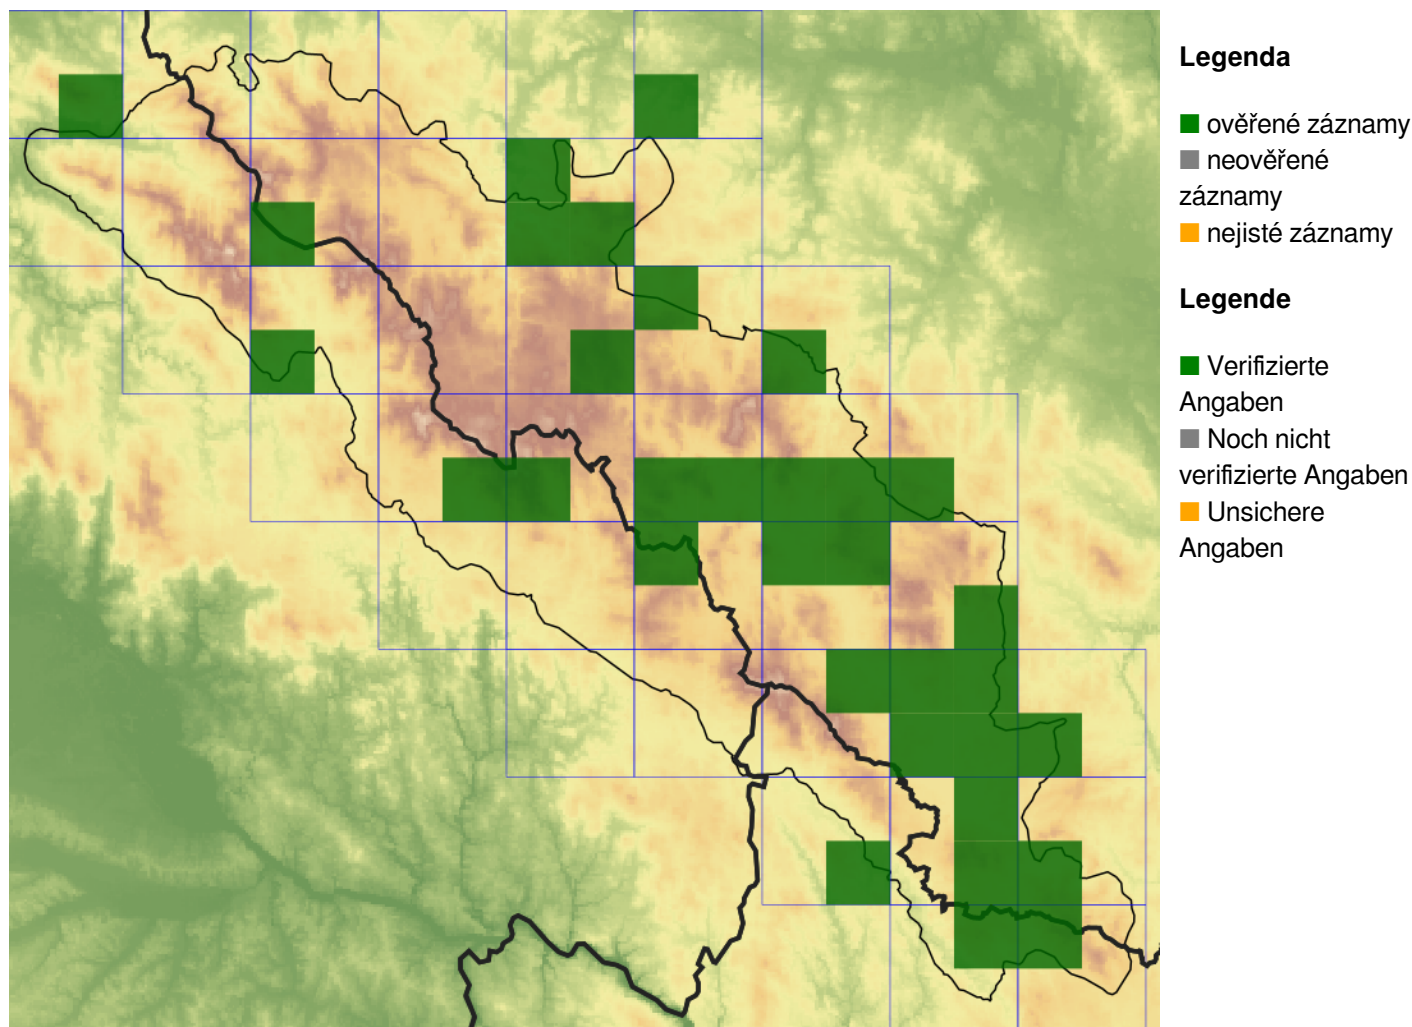 Legenda
ověřené záznamy
neověřené
záznamy
nejisté záznamy
Legende
Verifizierte
Angaben
Noch nicht
verifizierte Angaben
Unsichere
Angaben